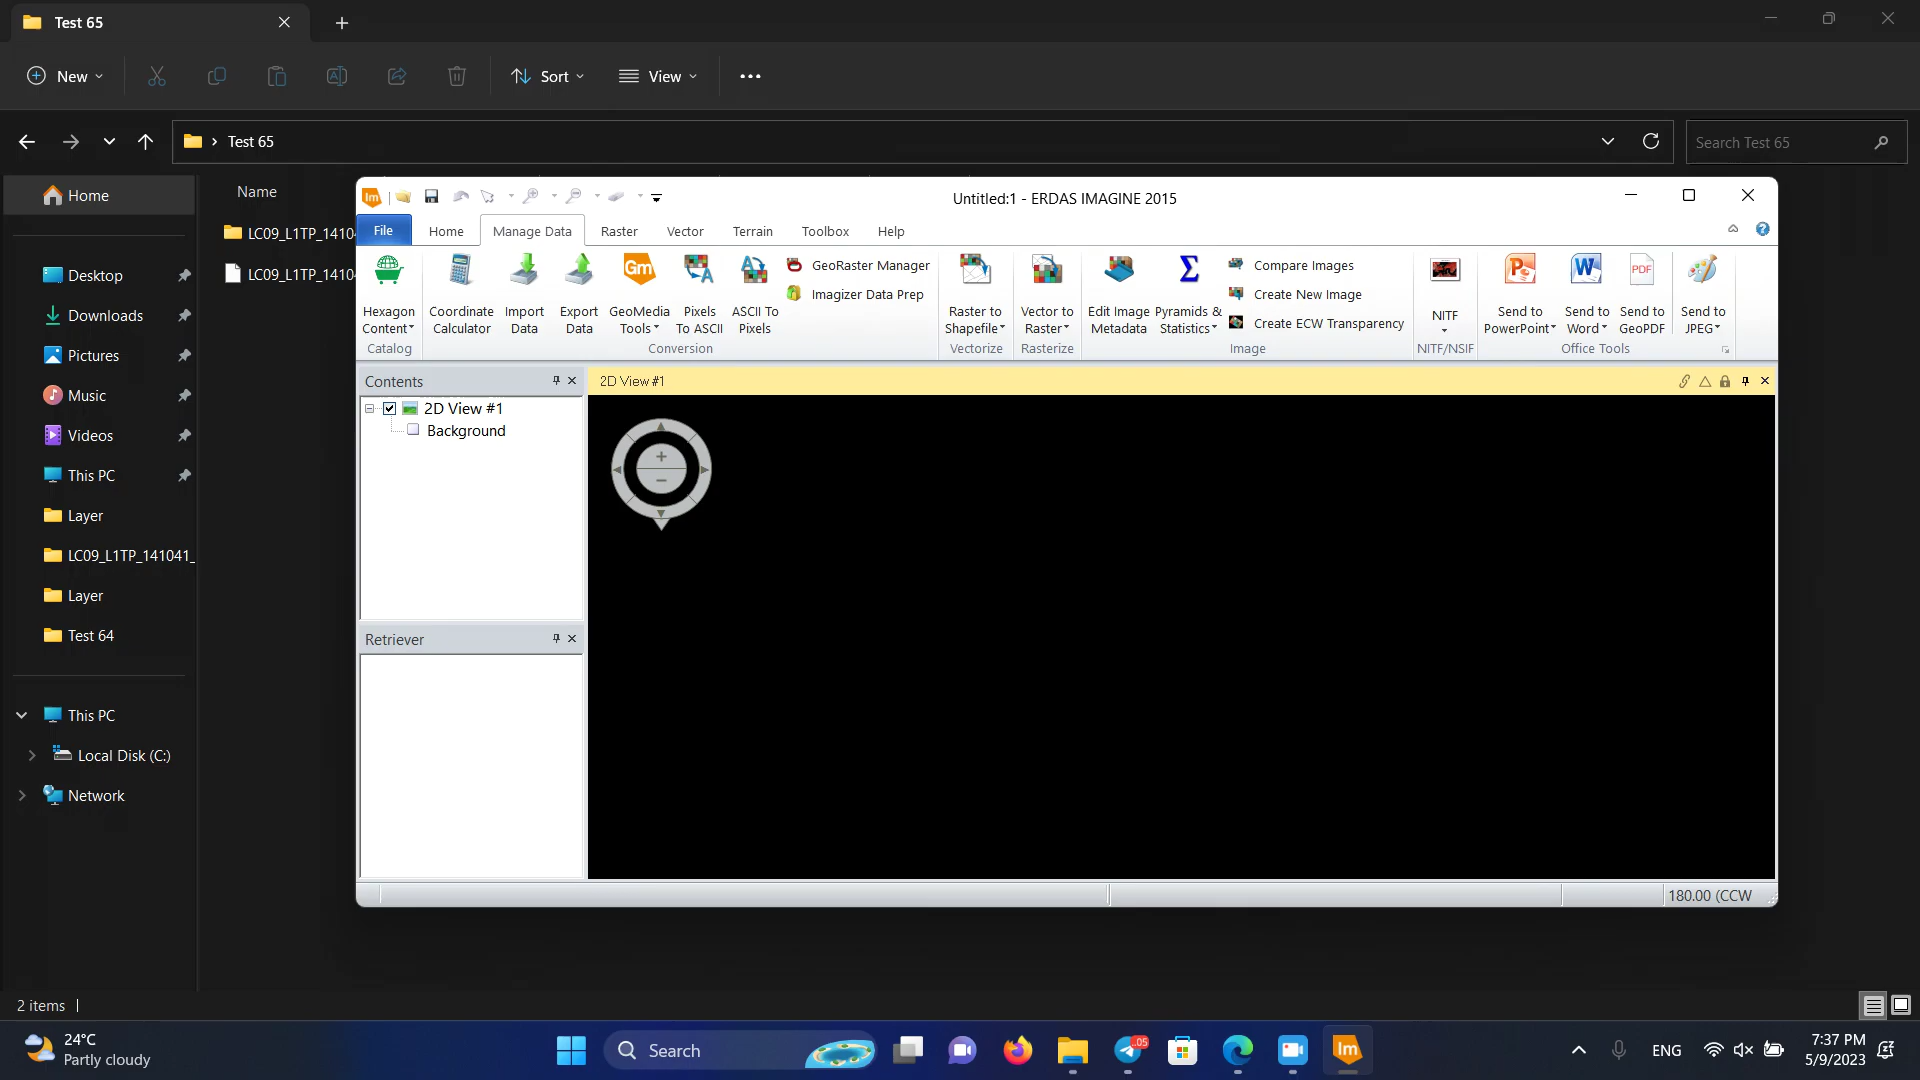 Test 65
New
Sort
View
Test 65
Search Test 65
Home
Desktop
Downloads
Pictures
Music
Videos
This PC
Layer
LC09_L1TP_141041_
Layer
Test 64
This PC
Local Disk (C:)
Network
Name
LC09_L1TP_1410
LC09_L1TP_1410
2 items
Untitled:1 - ERDAS IMAGINE 2015
File
Home
Manage Data
Raster
Vector
Terrain
Toolbox
Help
Hexagon
Content
Catalog
Coordinate
Calculator
Import
Data
Export
Data
Gm
GeoMedia
Tools
Pixels
To ASCII
ASCII To
Pixels
GeoRaster Manager
Imagizer Data Prep
Conversion
Raster to
Shapefile
Vectorize
Vector to
Raster
Rasterize
Edit Image
Metadata
Σ
Pyramids &
Statistics
Compare Images
Create New Image
Create ECW Transparency
Image
NITF
NITF/NSIF
Send to
PowerPoint
Send to
Word
PDF
Send to
GeoPDF
Send to
JPEG
Office Tools
Contents
2D View #1
Background
Retriever
2D View #1
180.00 (CCW
24°C
Partly cloudy
Search
.05
Im
ENG
7:37 PM
5/9/2023